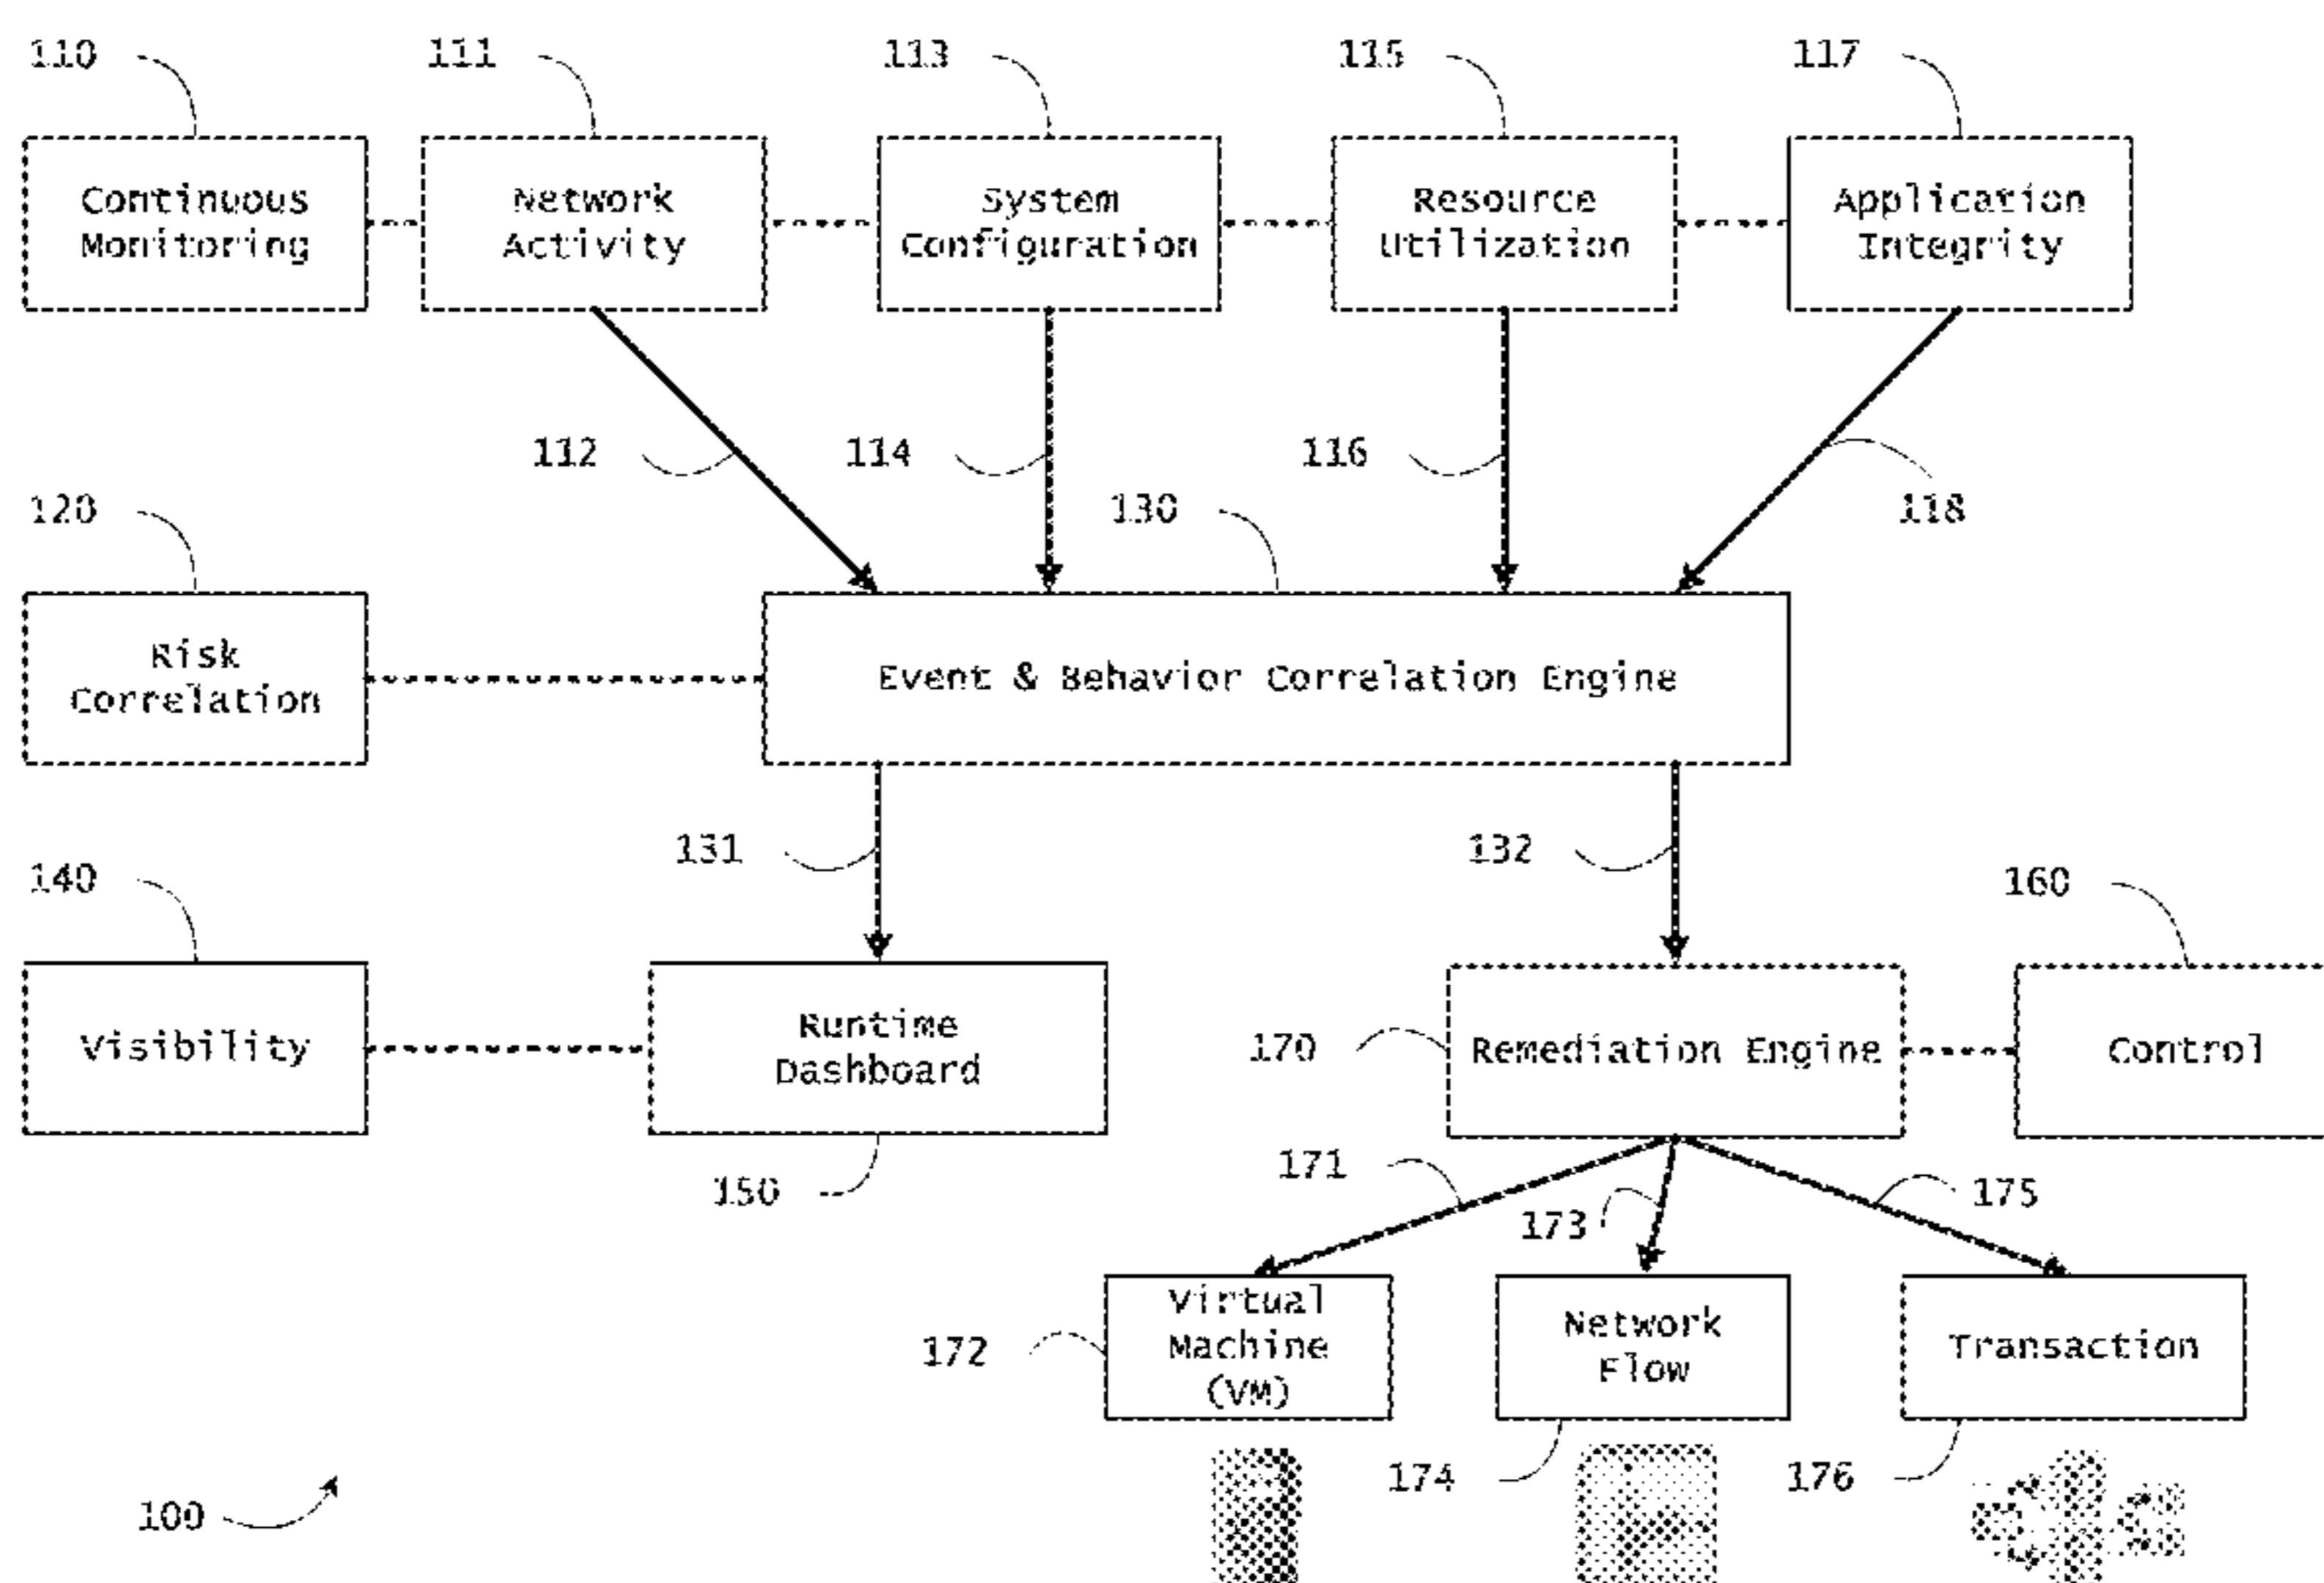 110
111
113
115
117
Continuous
Monitoring
Network
Activity
System
Configuration
Resource
Utilization
Application
Integrity
112
114
116
118
120
130
Risk
Correlation
Event & Behavior Correlation Engine
131
132
140
160
Visibility
Runtime
Dashboard
170
Remediation Engine
Control
150
171
173
175
172
Virtual
Machine
(VM)
Network
Flow
Transaction
174
176
100